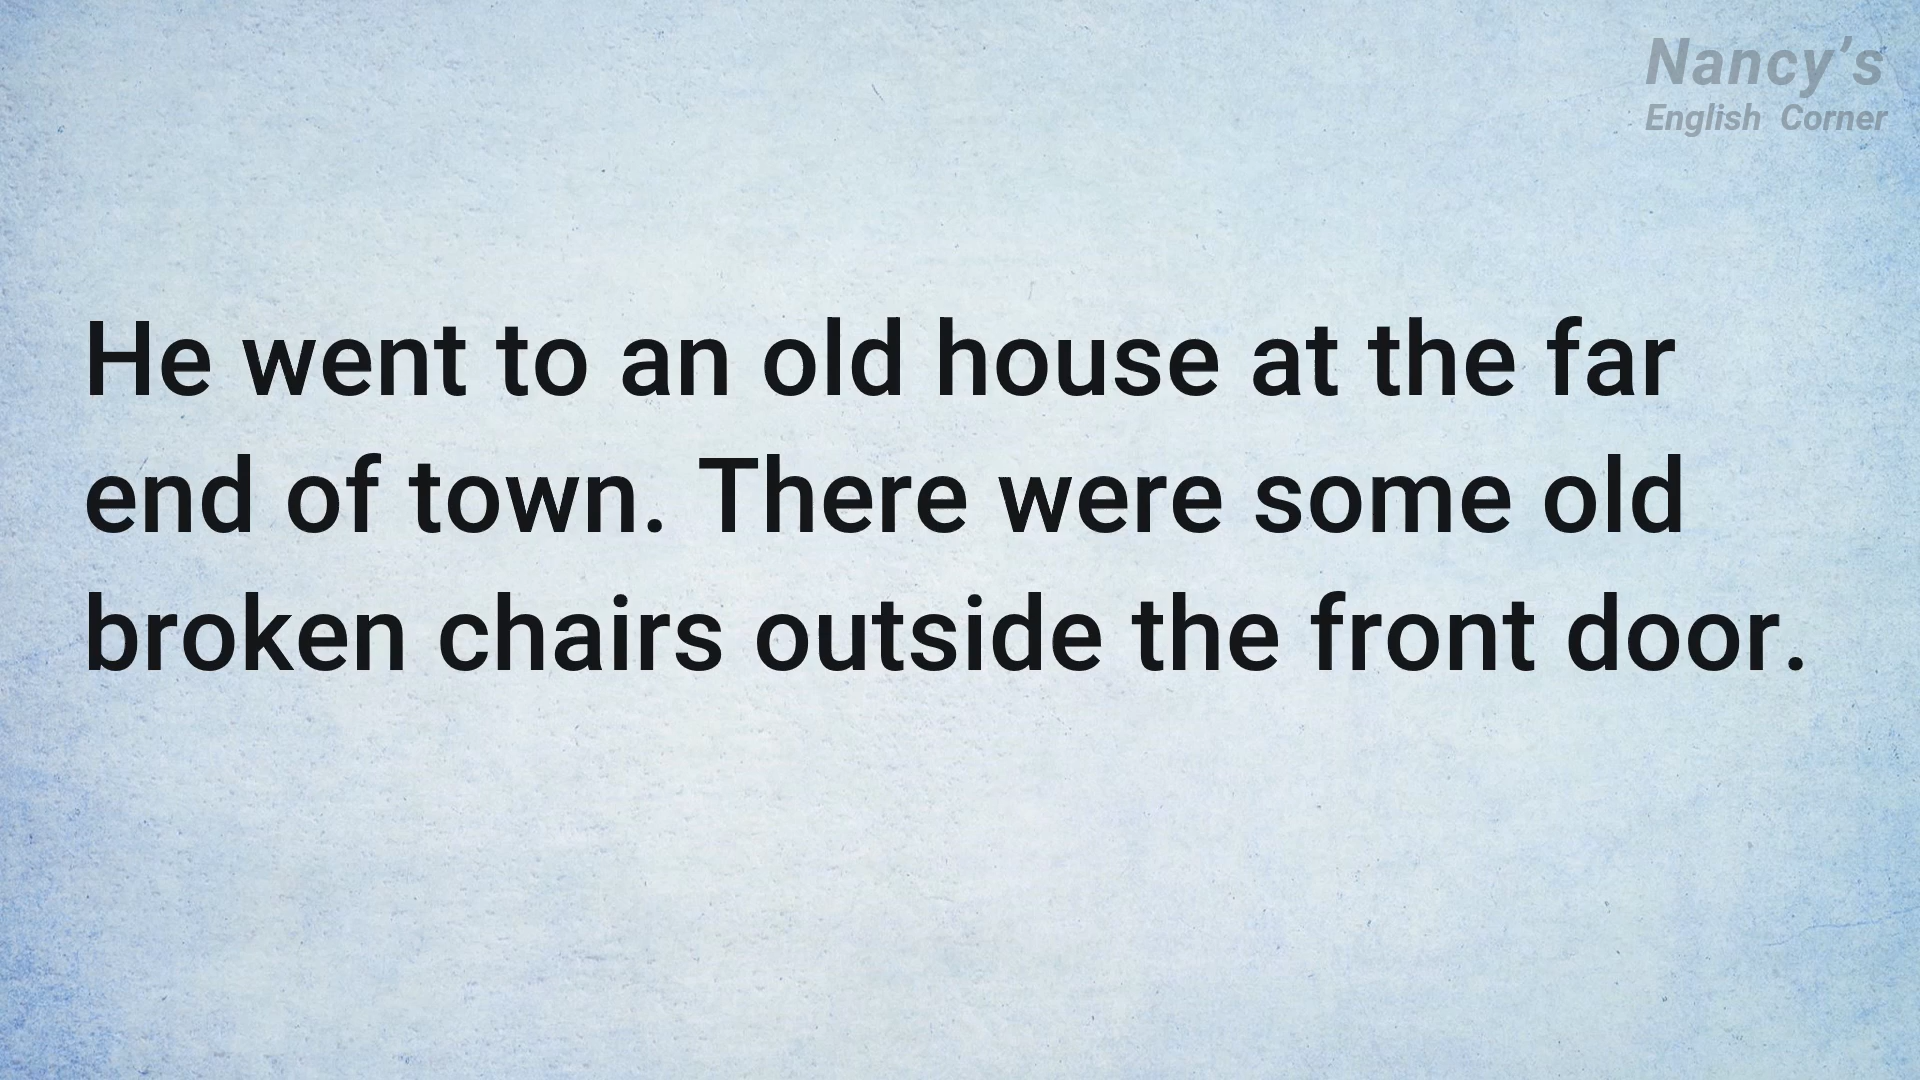 Nancy’s
English Corner
He went to an old house at the far
end of town. There were some old
broken chairs outside the front door.